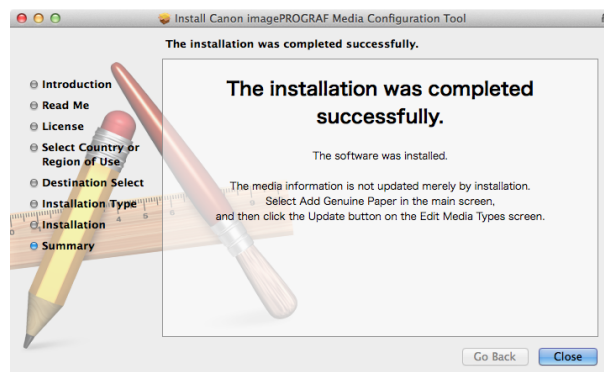 Install Canon imagePROGRAF Media Configuration Tool
The installation was completed successfully.
Introduction
Read Me
License
Select Country or
Region of Use
Destination Select
Installation Type
Installation
Summary
The installation was completed
successfully.
The software was installed.
The media information is not updated merely by installation.
Select Add Genuine Paper in the main screen,
and then click the Update button on the Edit Media Types screen.
4 5
Go Back
Close